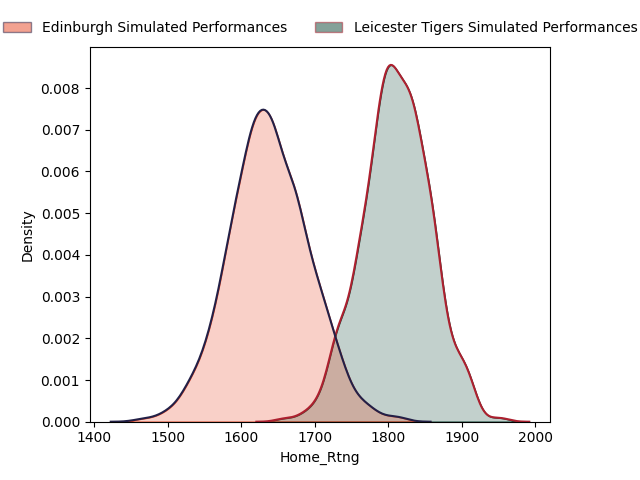 Edinburgh Simulated Performances Leicester Tigers Simulated Performances
0.008
0.007
0.006
0.005
0.004
0.003
0.002
0.001
0.000
Density
1400 1500 1600 1700 1800 1900 2000
Home_Rtng